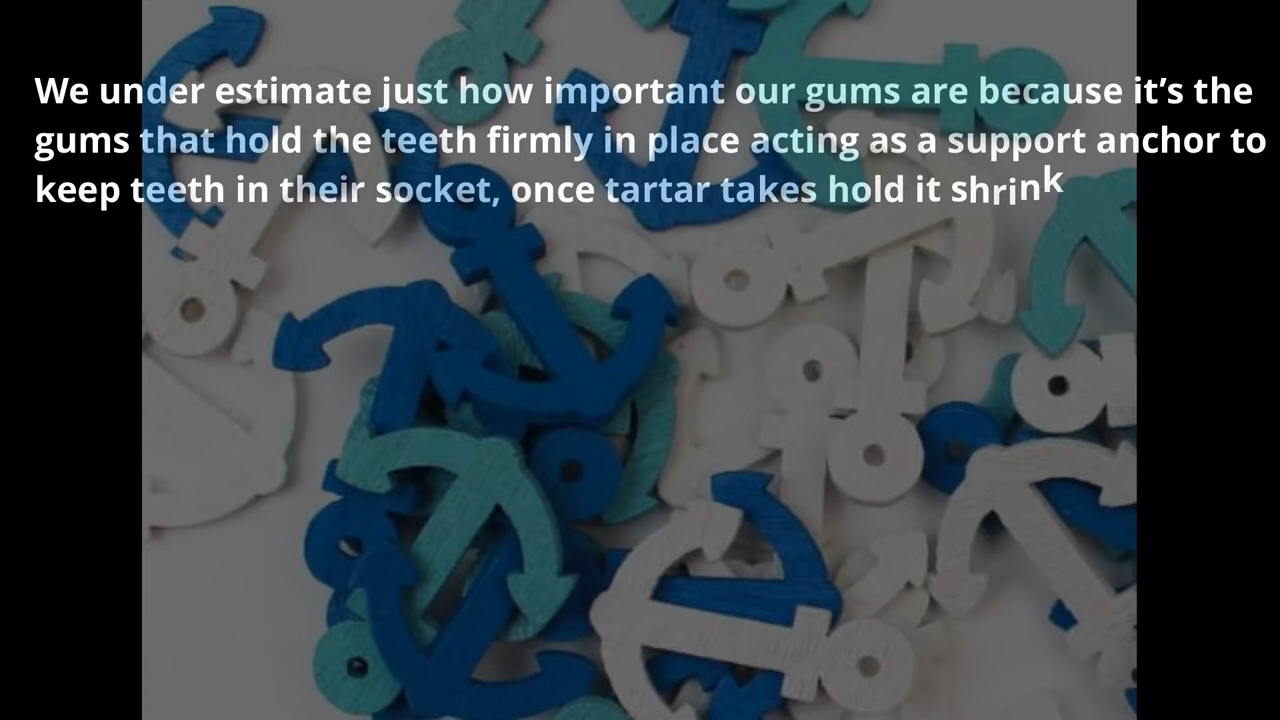 We under estimate just how important our gums are because it’s the
gums that hold the teeth firmly in place acting as a support anchor to
keep teeth in their socket, once tartar takes hold it shrink